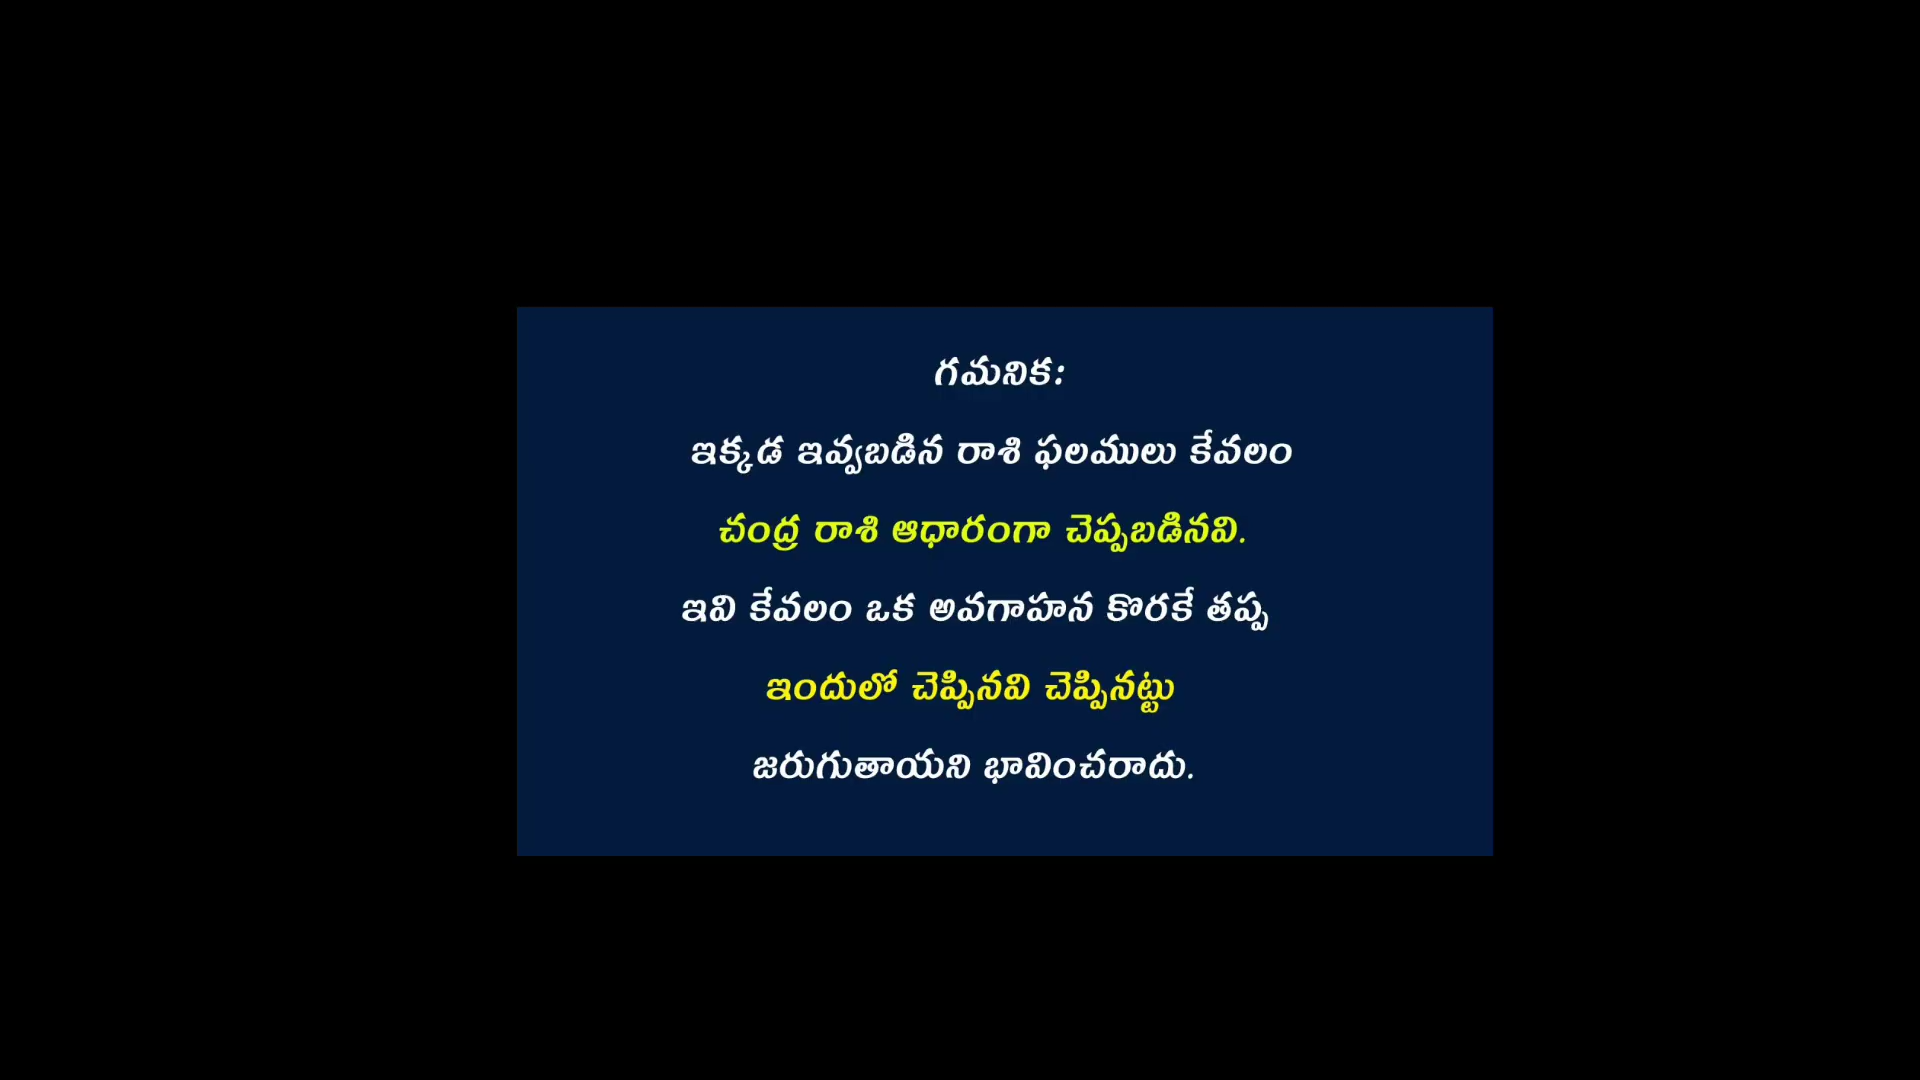 గమనిక:
ఇక్కడ ఇవ్వబడిన రాశి ఫలములు కేవలం
చంద్ర రాశి ఆధారంగా చెప్పబడినవి.
ఇవి కేవలం ఒక అవగాహన కొరకే తప్ప
ఇందులో చెప్పినవి చెప్పినట్టు
జరుగుతాయని భావించరాదు.